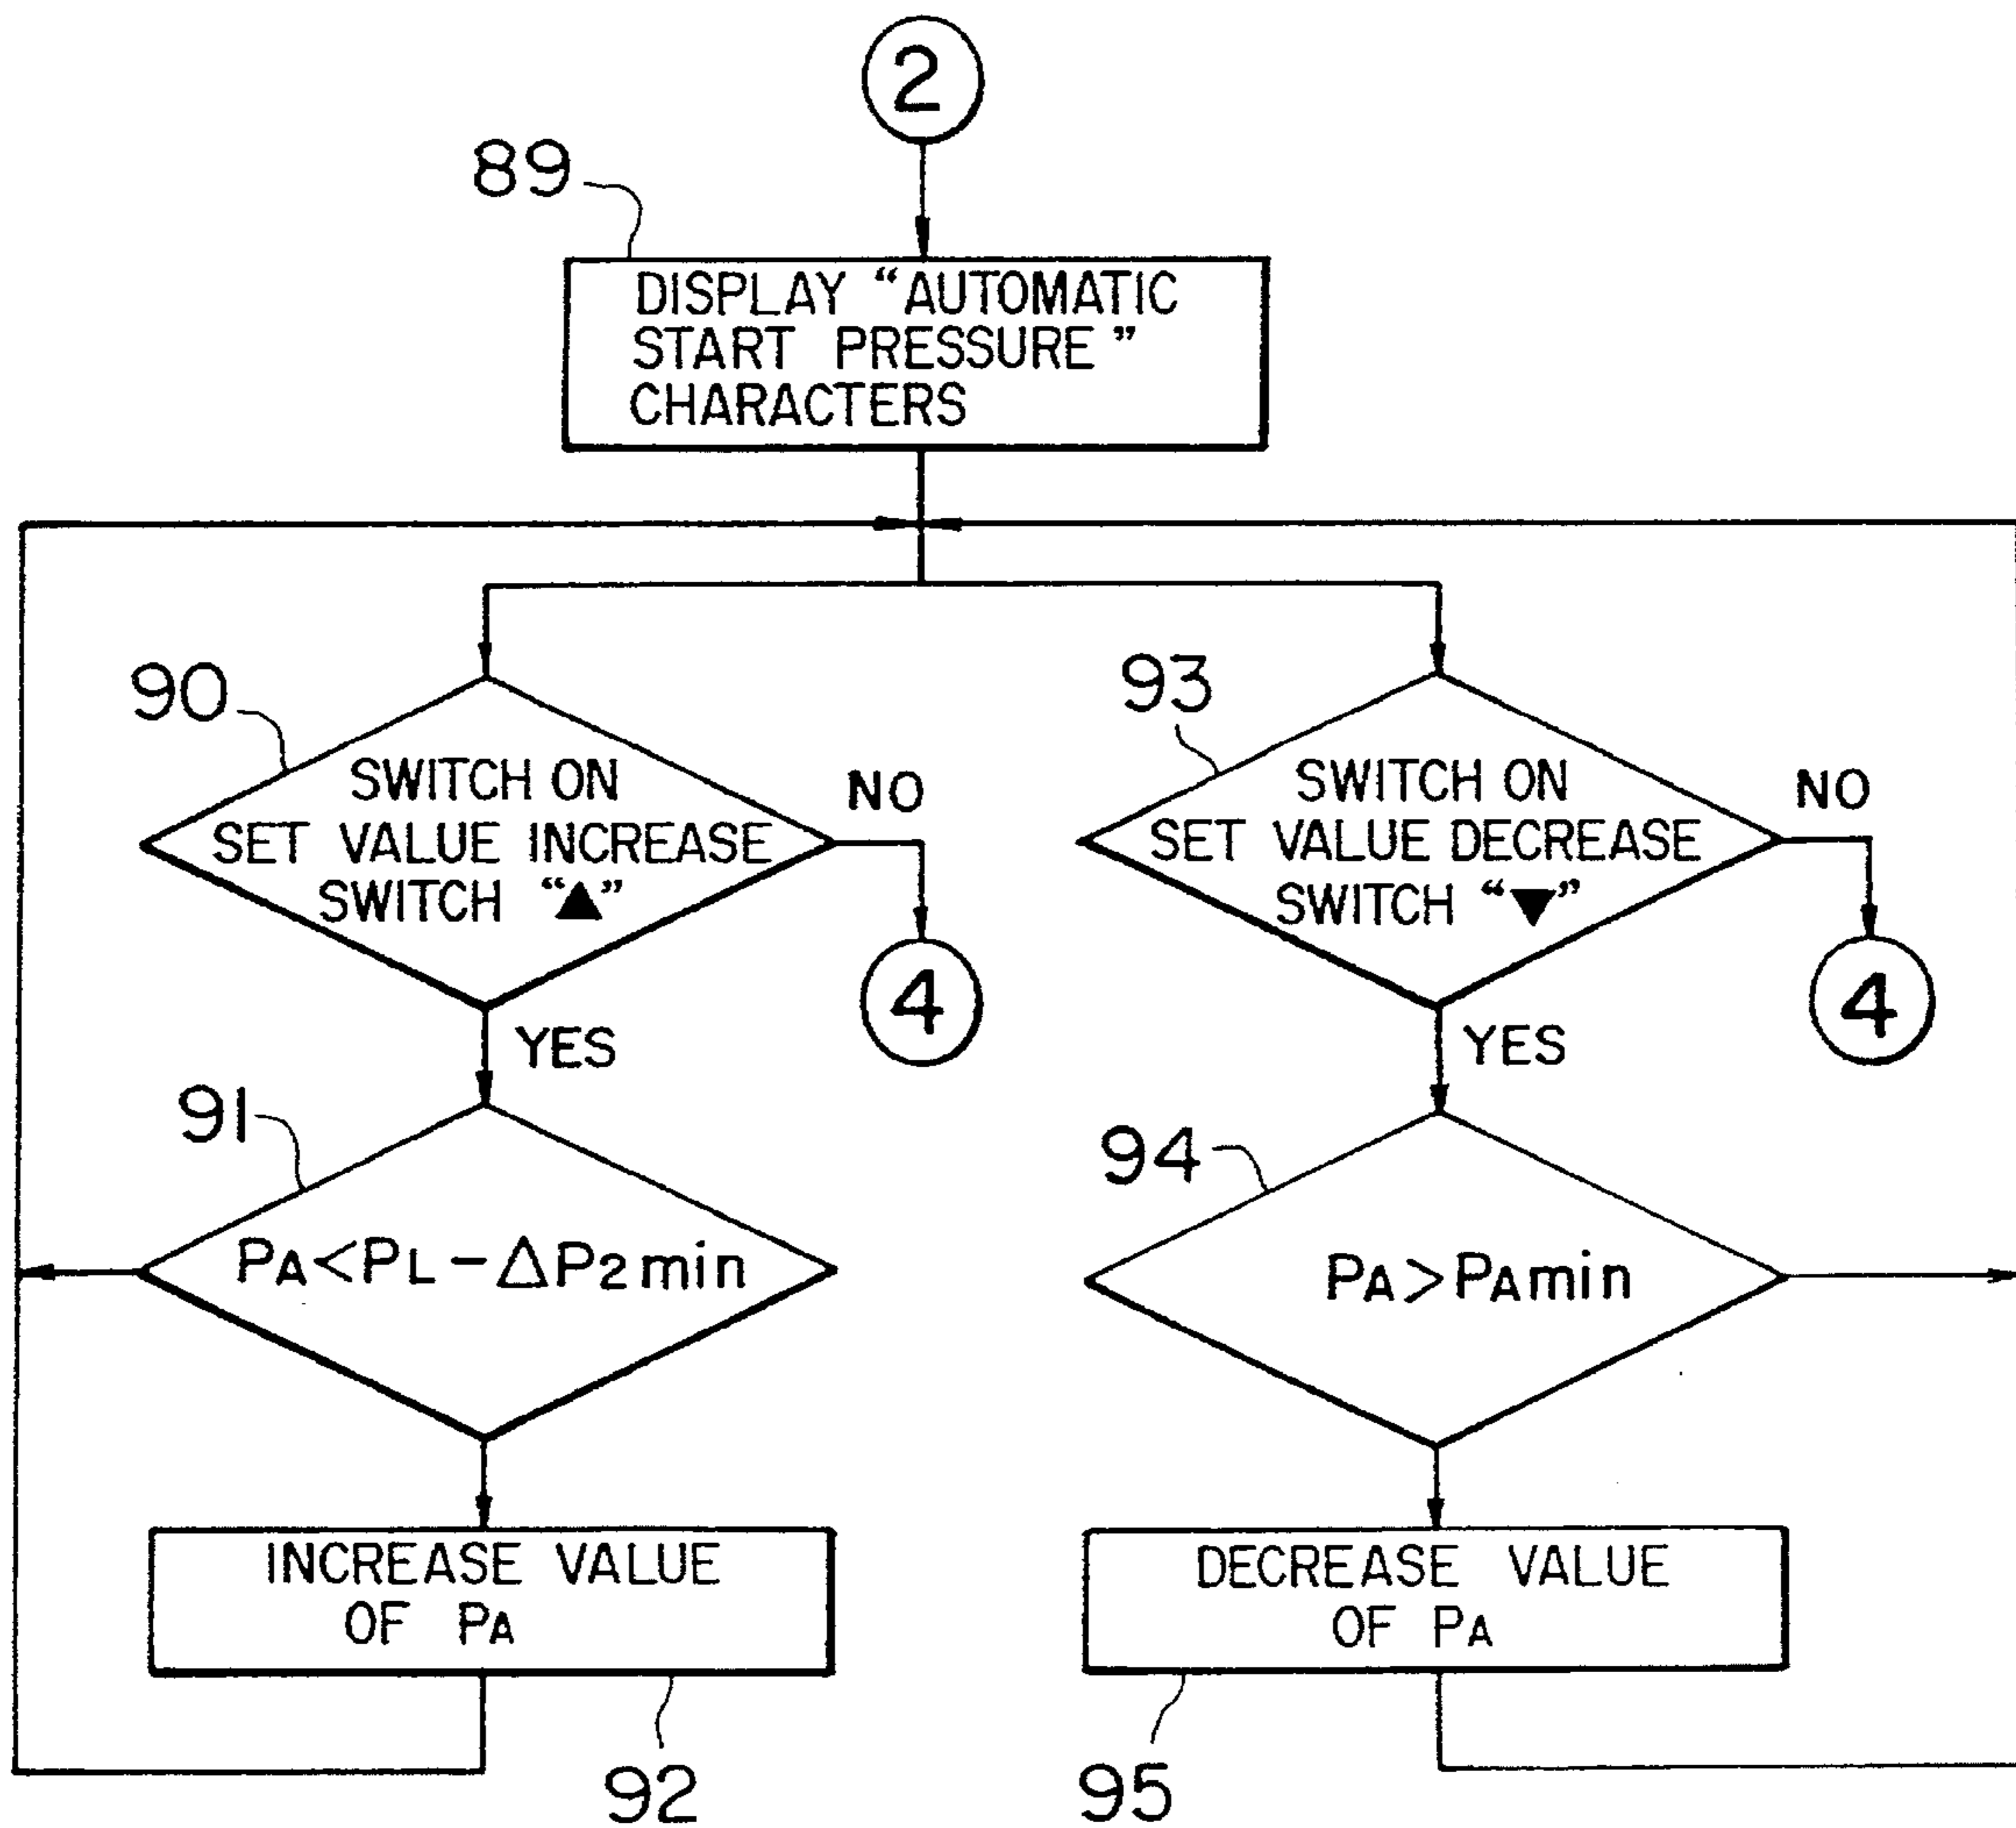 2
89
DISPLAY “AUTOMATIC
START PRESSURE”
CHARACTERS
90
SWITCH ON
SET VALUE INCREASE
SWITCH “▲”
NO
4
YES
93
SWITCH ON
SET VALUE DECREASE
SWITCH “▼”
NO
4
YES
91
PA<PL-ΔP2min
94
PA>PAmin
INCREASE VALUE
OF PA
92
DECREASE VALUE
OF PA
95